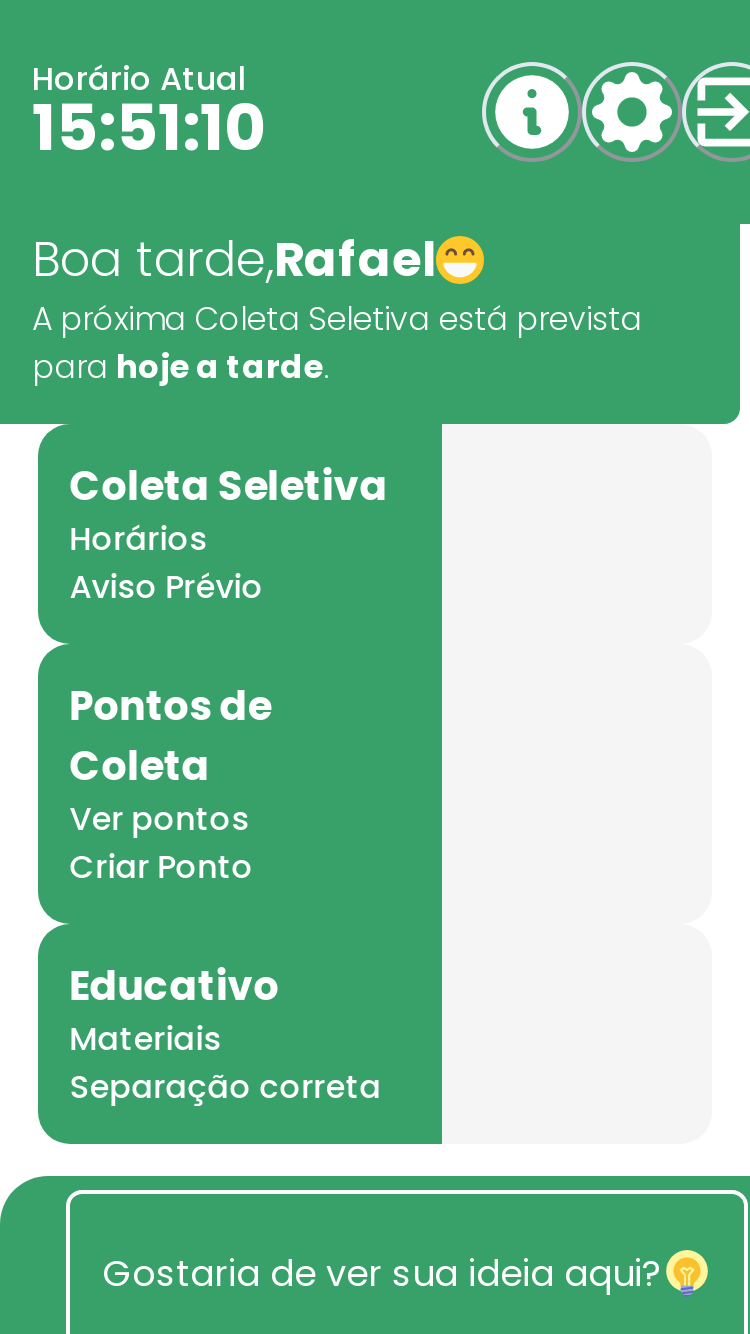 Horário Atual
15:51:10
Boa tarde,Rafael😁
A próxima Coleta Seletiva está prevista
para hoje a tarde.
Coleta Seletiva
Horários
Aviso Prévio
Pontos de
Coleta
Ver pontos
Criar Ponto
Educativo
Materiais
Separação correta
Gostaria de ver sua ideia aqui?💡